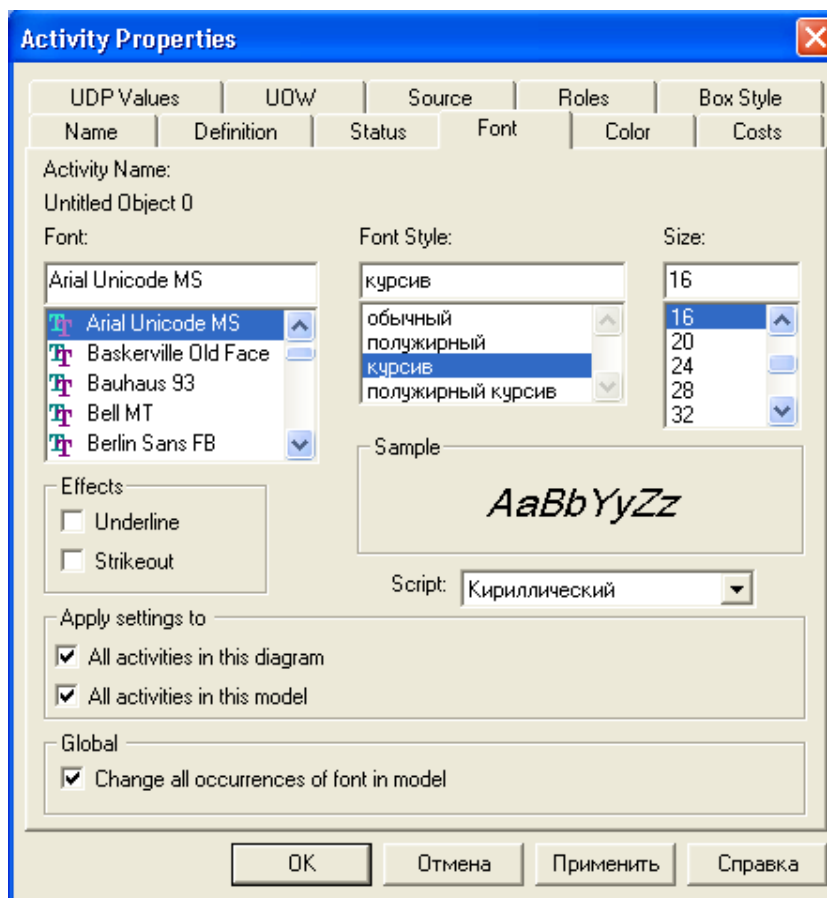 Activity Properties
UDP Values UOW Source Roles Box Style
Name Definition Status Font Color Costs
Activity Name:
Untitled Object 0
Font: Font Style: Size:
Arial Unicode MS курсив 16
Arial Unicode MS обычный 16
Baskerville Old Face полужирный 20
Bauhaus 93 курсив 24
Bell MT полужирный курсив 28
Berlin Sans FB 32
Sample
Effects
AaBbYyZz
Underline
Strikeout
Script: Кириллический
Apply settings to
All activities in this diagram
All activities in this model
Global
Change all occurrences of font in model
OK Отмена Применить Справка